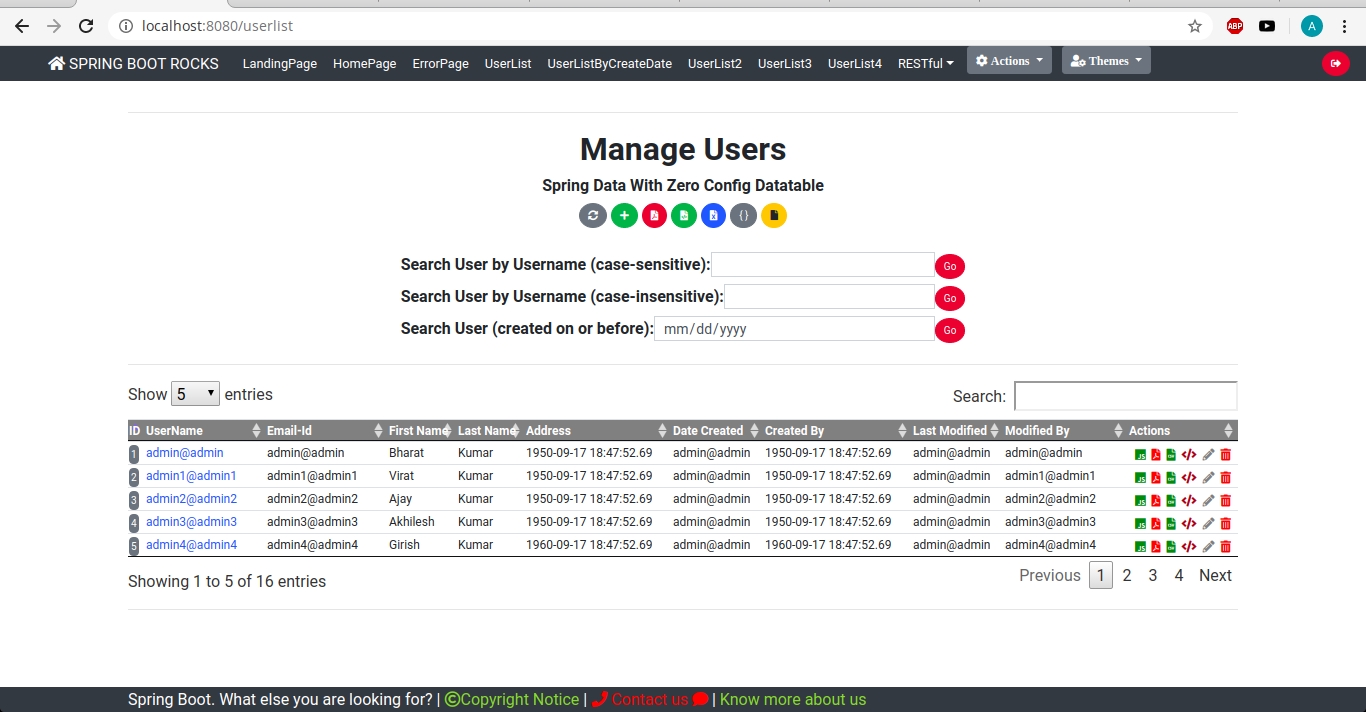 localhost:8080/userlist
ABP
A
SPRING BOOT ROCKS LandingPage HomePage ErrorPage UserList UserListByCreateDate UserList2 UserList3 UserList4 RESTful Actions Themes
Manage Users
Spring Data With Zero Config Datatable
Search User by Username (case-sensitive): Go
Search User by Username (case-insensitive): Go
Search User (created on or before): mm/dd/yyyy Go
Show 5 entries Search:
ID UserName Email-Id First Name Last Name Address Date Created Created By Last Modified Modified By Actions
1 admin@admin admin@admin Bharat Kumar 1950-09-17 18:47:52.69 admin@admin 1950-09-17 18:47:52.69 admin@admin admin@admin
2 admin1@admin1 admin1@admin1 Virat Kumar 1950-09-17 18:47:52.69 admin@admin 1950-09-17 18:47:52.69 admin@admin admin1@admin1
3 admin2@admin2 admin2@admin2 Ajay Kumar 1950-09-17 18:47:52.69 admin@admin 1950-09-17 18:47:52.69 admin@admin admin2@admin2
4 admin3@admin3 admin3@admin3 Akhilesh Kumar 1950-09-17 18:47:52.69 admin@admin 1950-09-17 18:47:52.69 admin@admin admin3@admin3
5 admin4@admin4 admin4@admin4 Girish Kumar 1960-09-17 18:47:52.69 admin@admin 1960-09-17 18:47:52.69 admin@admin admin4@admin4
Showing 1 to 5 of 16 entries Previous 1 2 3 4 Next
Spring Boot. What else you are looking for? | ©Copyright Notice | Contact us | Know more about us